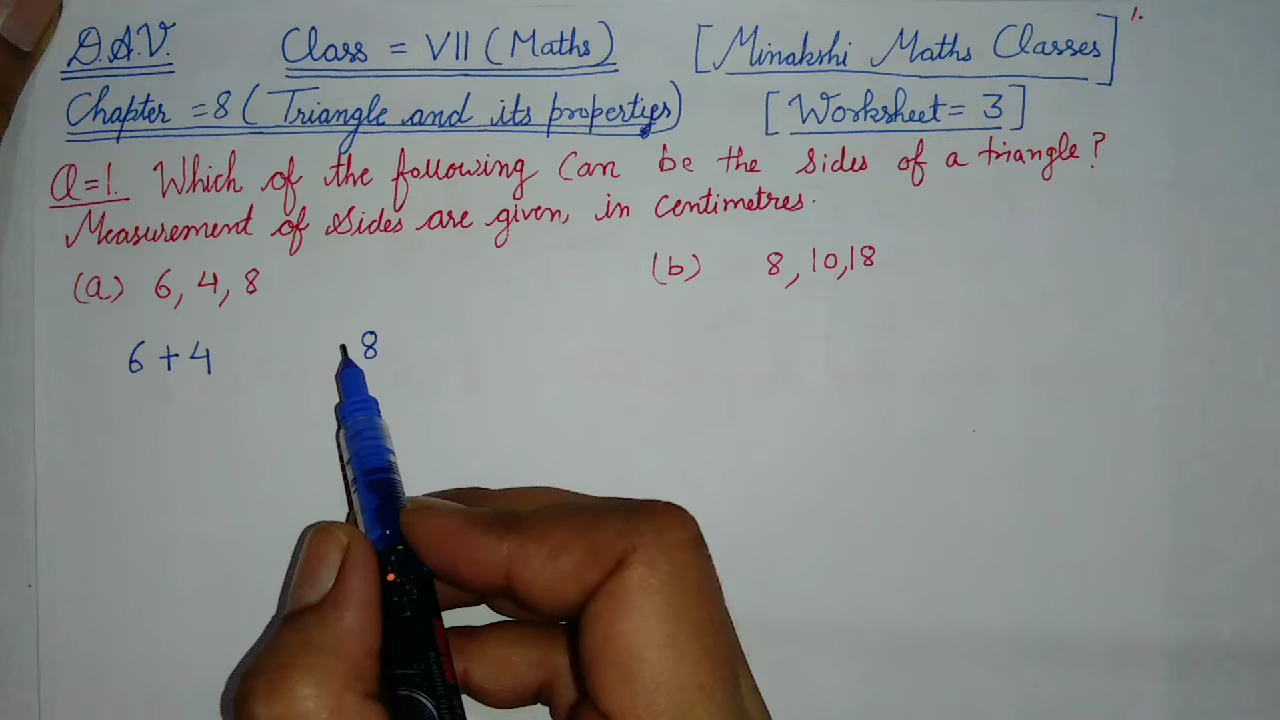 D.A.V. Class = VII (Maths) [Minakshi Maths Classes] 1.
Chapter = 8 (Triangle and its properties) [Worksheet = 3]
Q=1. Which of the following Can be the sides of a triangle?
Measurement of sides are given, in Centimetres.
(a) 6, 4, 8 (b) 8, 10, 18
6 + 4 8